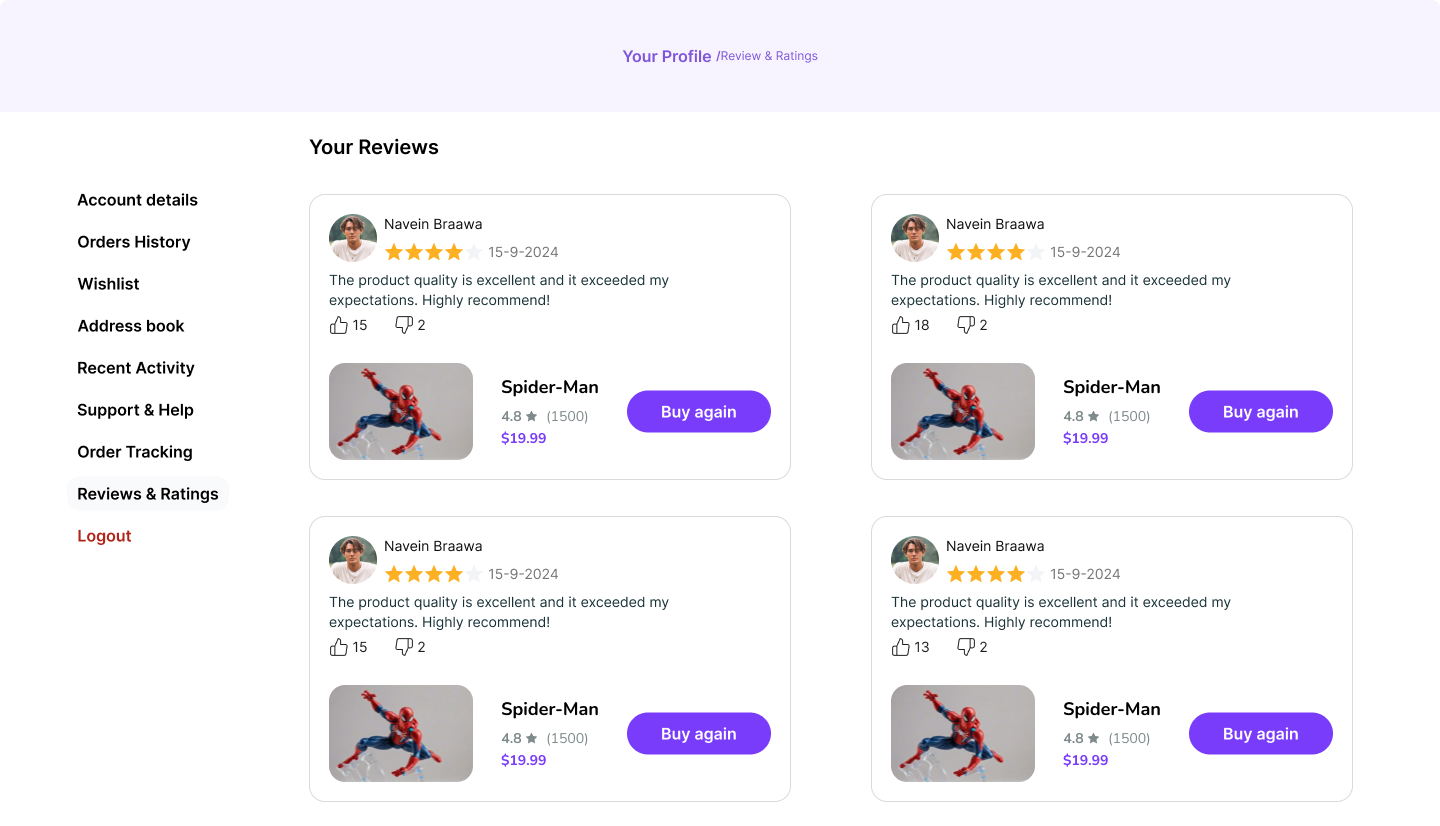 Your Profile /Review & Ratings
Your Reviews
Account details
Orders History
Wishlist
Address book
Recent Activity
Support & Help
Order Tracking
Reviews & Ratings
Logout
Navein Braawa
15-9-2024
The product quality is excellent and it exceeded my
expectations. Highly recommend!
15 2
Spider-Man
4.8 (1500)
$19.99
Buy again
Navein Braawa
15-9-2024
The product quality is excellent and it exceeded my
expectations. Highly recommend!
18 2
Spider-Man
4.8 (1500)
$19.99
Buy again
Navein Braawa
15-9-2024
The product quality is excellent and it exceeded my
expectations. Highly recommend!
15 2
Spider-Man
4.8 (1500)
$19.99
Buy again
Navein Braawa
15-9-2024
The product quality is excellent and it exceeded my
expectations. Highly recommend!
13 2
Spider-Man
4.8 (1500)
$19.99
Buy again